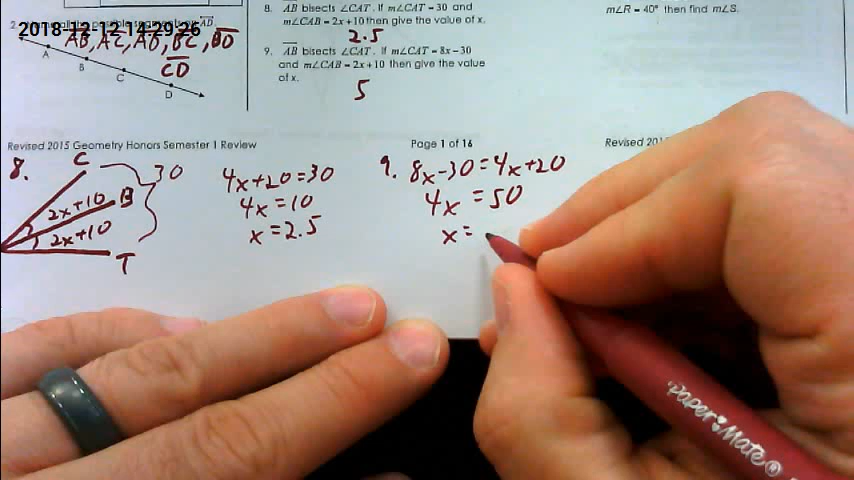 2018-12-12 14:29:26
AB, AC, AD, BC, BD
CD
A
B
C
D
8. AB bisects ∠CAT. If m∠CAT = 30 and
m∠CAB = 2x + 10 then give the value of x.
2.5
9. AB bisects ∠CAT. If m∠CAT = 8x - 30
and m∠CAB = 2x + 10 then give the value
of x.
5
m∠R = 40° then find m∠S.
Revised 2015 Geometry Honors Semester 1 Review
Page 1 of 16
Revised 201
8.
C
30
2x+10
B
2x+10
T
4x+20=30
4x=10
x=2.5
9. 8x-30=4x+20
4x=50
x=
Paper Mate®